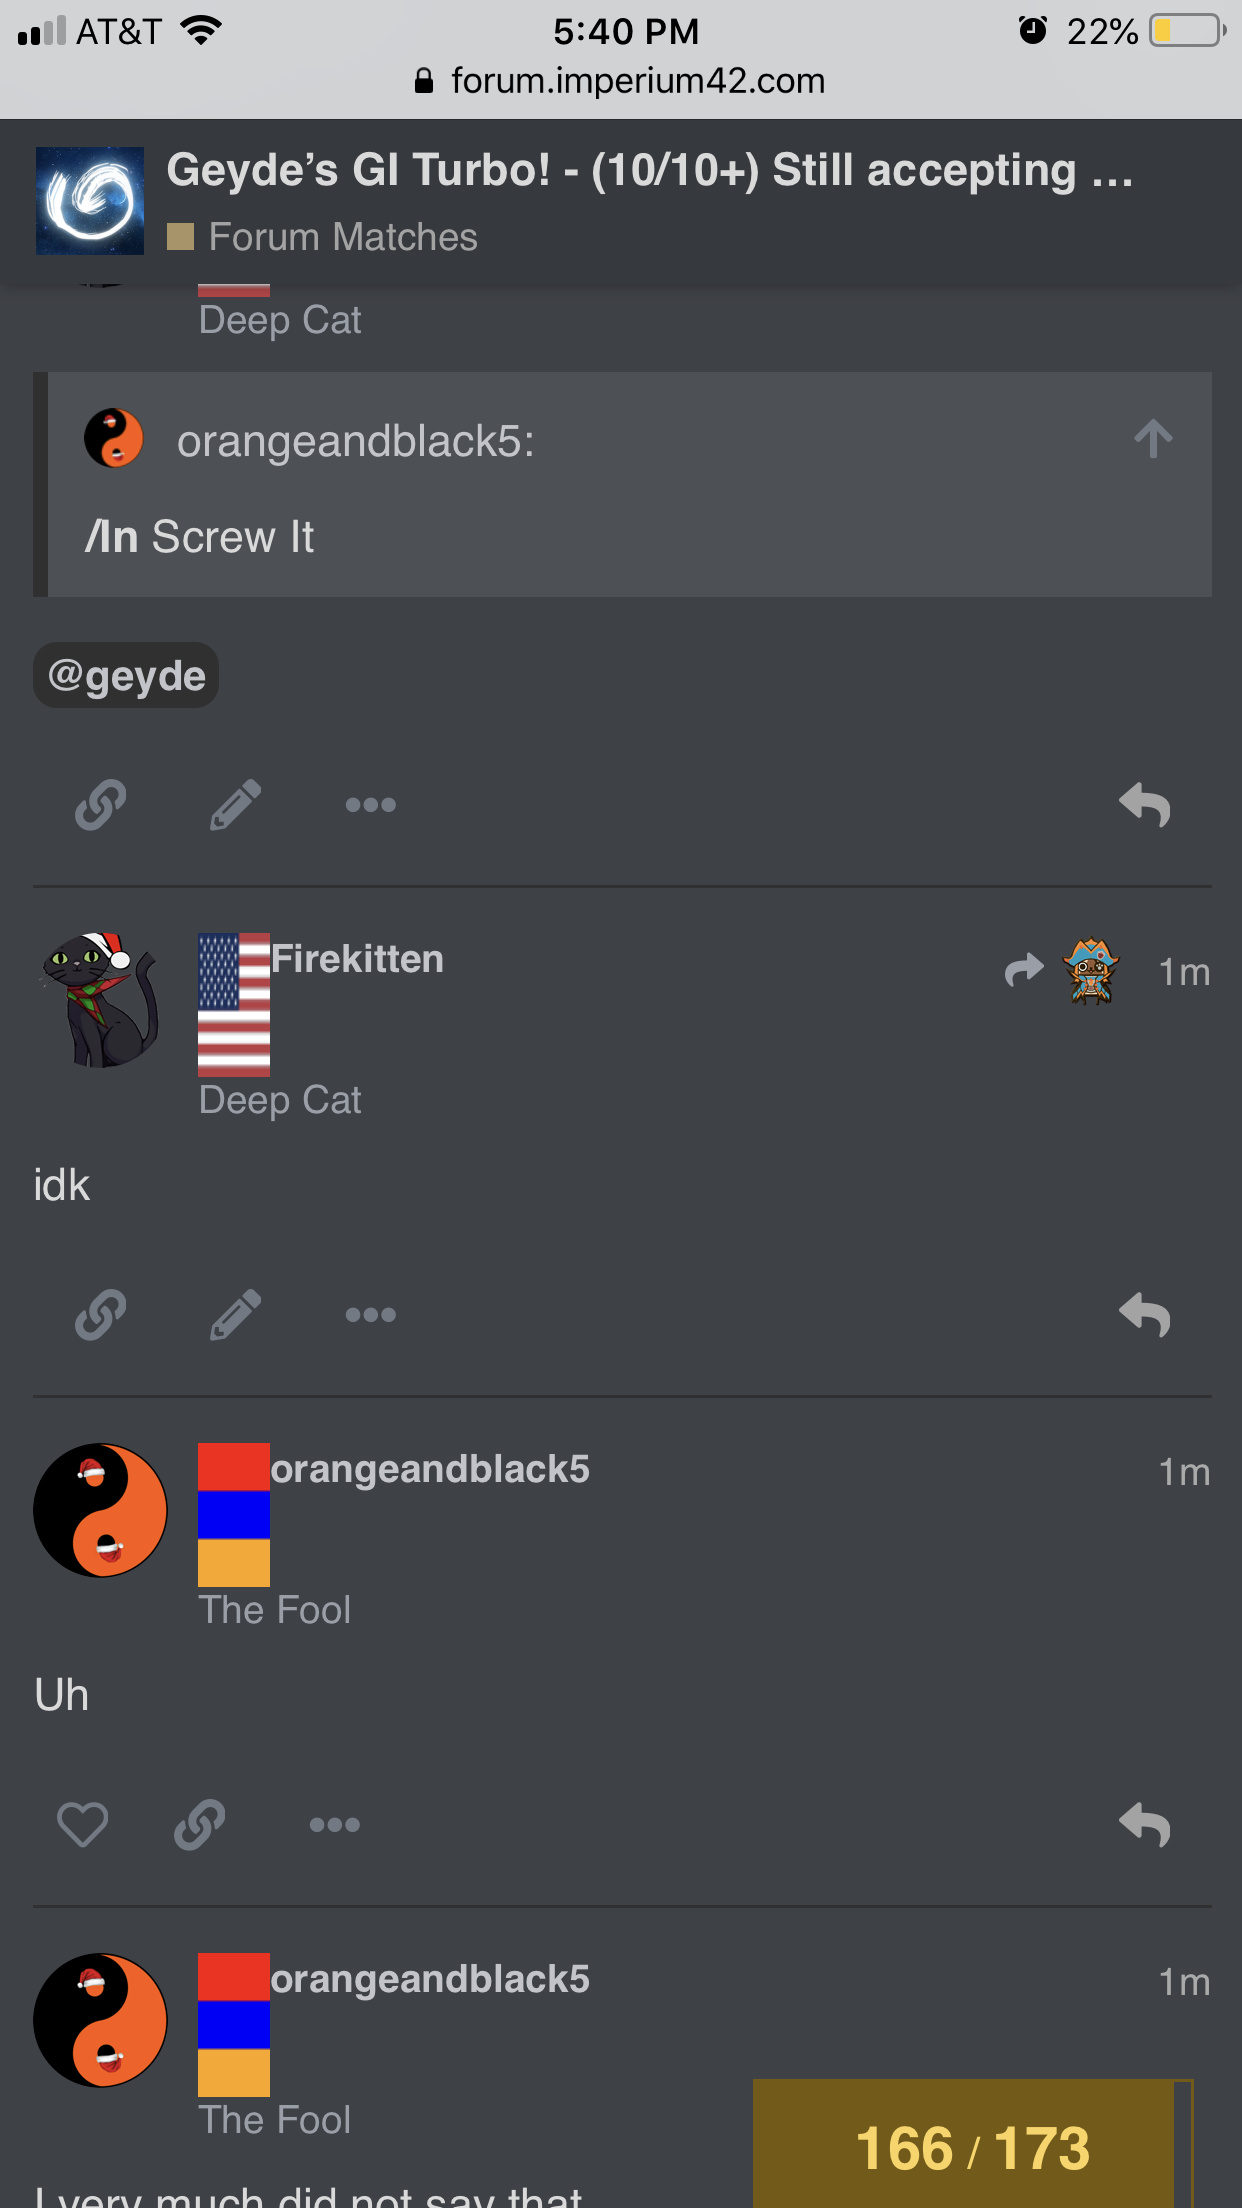 AT&T 5:40 PM 22%
forum.imperium42.com
Geyde’s GI Turbo! - (10/10+) Still accepting ...
Forum Matches
Deep Cat
orangeandblack5:
/In Screw It
@geyde
Firekitten 1m
Deep Cat
idk
orangeandblack5 1m
The Fool
Uh
orangeandblack5 1m
The Fool
166 / 173
I very much did not say that